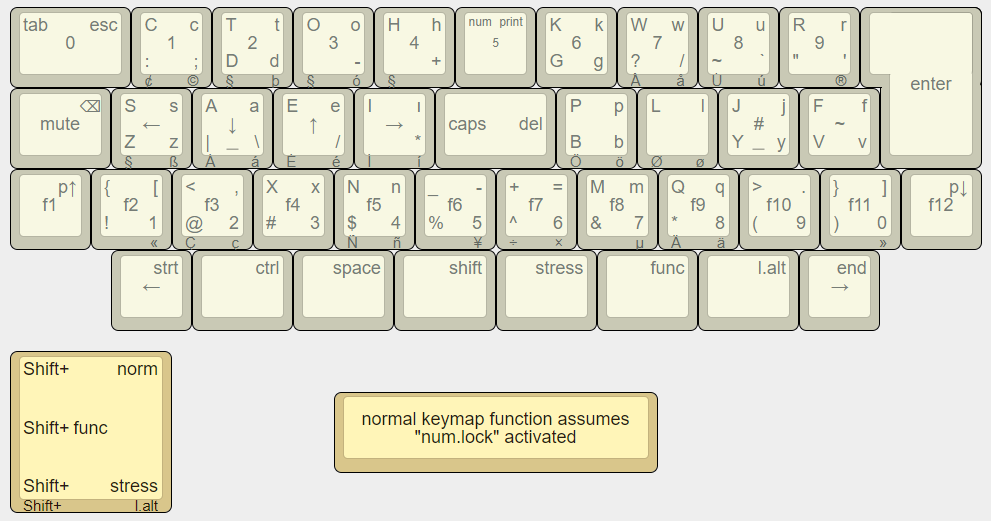 tab esc C c T t O o H h num print K k W w U u R r
0 1 2 3 4 5 6 7 8 9 enter
: ; D d - + G g ? / ~ ` " '
¢ © § b § ó § Å å Ü ú ®
⌫ S s A a E e I ı P p L l J j F f
mute ← ↓ ↑ → caps del # ~
Z z | _ \ / * B b Y _ y V v
§ ß Á á É é Í í Ö ö Ø ø
p↑ { [ < , X x N n _ - + = M m Q q > . } ] p↓
f1 f2 f3 f4 f5 f6 f7 f8 f9 f10 f11 f12
! 1 @ 2 # 3 $ 4 % 5 ^ 6 & 7 * 8 ( 9 ) 0
« Ç ç Ñ ñ ¥ ÷ × µ Ä ä »
strt ctrl space shift stress func l.alt end
← →
Shift+ norm
Shift+ func
Shift+ stress
Shift+ l.alt
normal keymap function assumes
"num.lock" activated